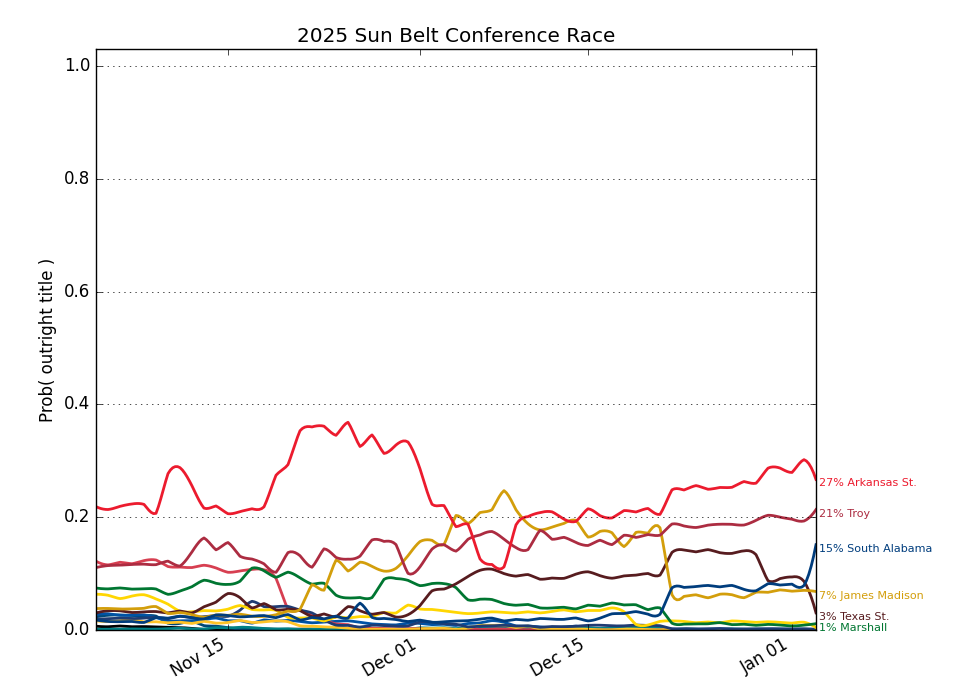 2025 Sun Belt Conference Race
1.0
0.8
0.6
0.4
0.2
0.0
Prob( outright title )
27% Arkansas St.
21% Troy
15% South Alabama
7% James Madison
3% Texas St.
1% Marshall
Nov 15
Dec 01
Dec 15
Jan 01